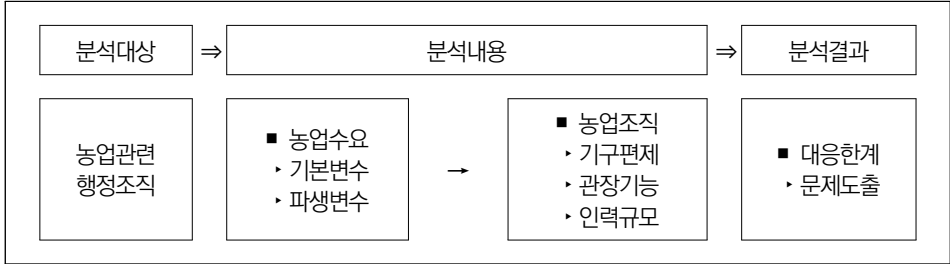 분석대상 ⇒ 분석내용 ⇒ 분석결과
농업관련
행정조직
■ 농업수요
‣ 기본변수
‣ 파생변수
→
■ 농업조직
‣ 기구편제
‣ 관장기능
‣ 인력규모
■ 대응한계
‣ 문제도출